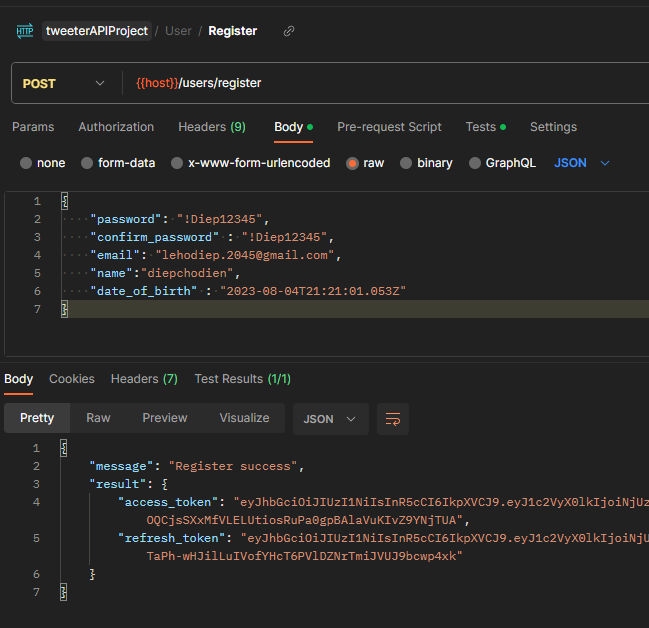 HTTP tweeterAPIProject / User / Register
POST {{host}}/users/register
Params Authorization Headers (9) Body Pre-request Script Tests Settings
none form-data x-www-form-urlencoded raw binary GraphQL JSON
1 {
2 "password": "!Diep12345",
3 "confirm_password" : "!Diep12345",
4 "email": "lehodiep.2045@gmail.com",
5 "name":"diepchodien",
6 "date_of_birth" : "2023-08-04T21:21:01.053Z"
7 }
Body Cookies Headers (7) Test Results (1/1)
Pretty Raw Preview Visualize JSON
1 {
2 "message": "Register success",
3 "result": {
4 "access_token": "eyJhbGciOiJIUzI1NiIsInR5cCI6IkpXVCJ9.eyJ1c2VyX0lkIjoiNjUz
OQCjsSXxMfVLELUtiosRuPa0gpBAlaVuKIvZ9YNjTUA",
5 "refresh_token": "eyJhbGciOiJIUzI1NiIsInR5cCI6IkpXVCJ9.eyJ1c2VyX0lkIjoiNjU
TaPh-wHJilLuIVofYHcT6PVlDZNrTmiJVUJ9bcwp4xk"
6 }
7 }